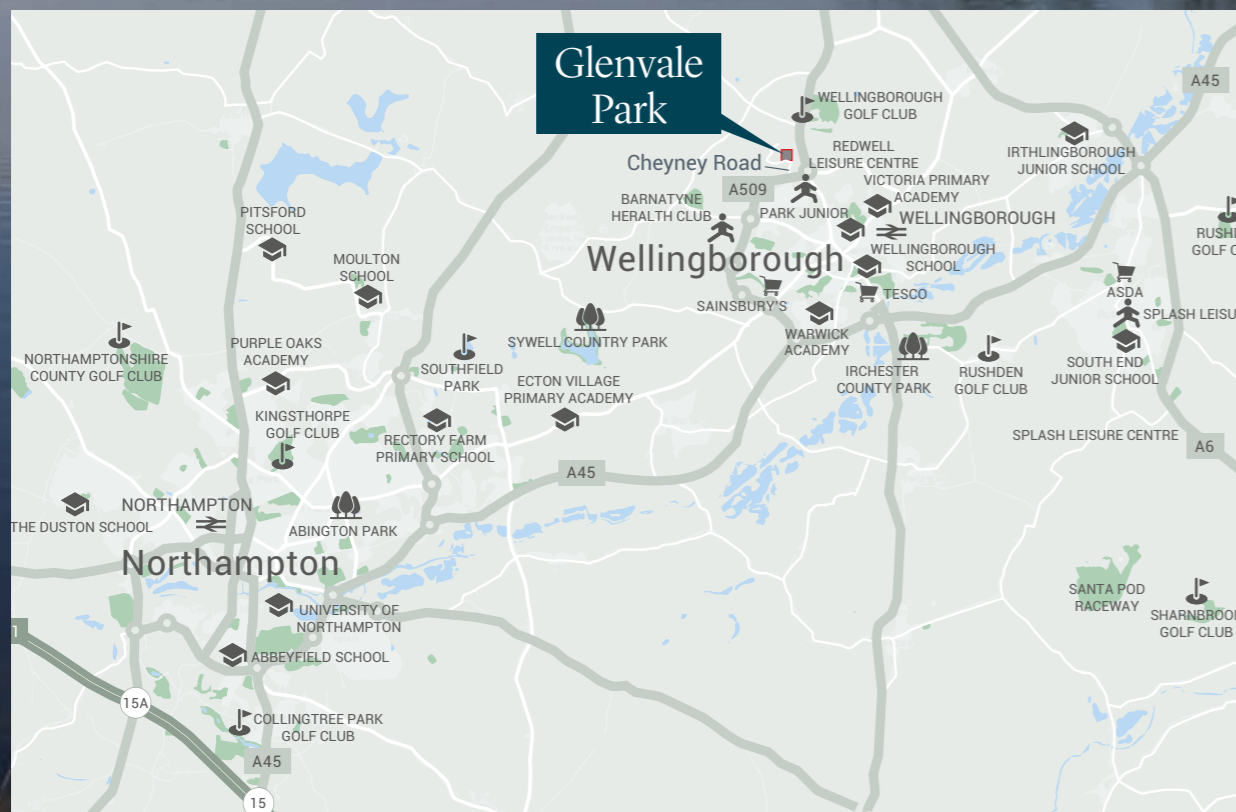 Glenvale
Park
A45
WELLINGBOROUGH
GOLF CLUB
Cheyney Road
REDWELL
LEISURE CENTRE
IRTHLINGBOROUGH
JUNIOR SCHOOL
A509
VICTORIA PRIMARY
ACADEMY
BARNATYNE
HERALTH CLUB
PARK JUNIOR
WELLINGBOROUGH
PITSFORD
SCHOOL
Wellingborough
WELLINGBOROUGH
SCHOOL
MOULTON
SCHOOL
SAINSBURY'S
TESCO
ASDA
SPLASH LEISU
SYWELL COUNTRY PARK
WARWICK
ACADEMY
PURPLE OAKS
ACADEMY
NORTHAMPTONSHIRE
COUNTY GOLF CLUB
SOUTHFIELD
PARK
IRCHESTER
COUNTY PARK
RUSHDEN
GOLF CLUB
SOUTH END
JUNIOR SCHOOL
ECTON VILLAGE
PRIMARY ACADEMY
KINGSTHORPE
GOLF CLUB
RECTORY FARM
PRIMARY SCHOOL
SPLASH LEISURE CENTRE
A6
A45
NORTHAMPTON
THE DUSTON SCHOOL
ABINGTON PARK
Northampton
UNIVERSITY OF
NORTHAMPTON
SANTA POD
RACEWAY
SHARNBROO
GOLF CLUB
1
ABBEYFIELD SCHOOL
15A
COLLINGTREE PARK
GOLF CLUB
A45
15